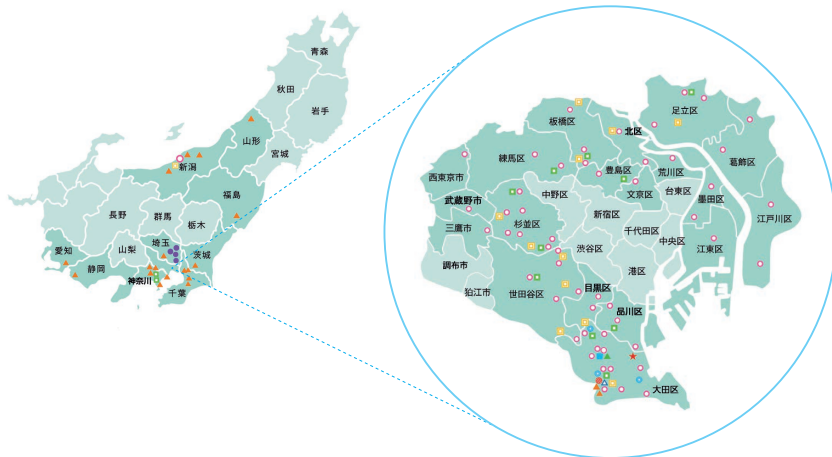 青森
秋田
岩手
山形
宮城
新潟
福島
長野
群馬
栃木
愛知
山梨
埼玉
茨城
静岡
神奈川
千葉
足立区
板橋区
北区
葛飾区
練馬区
西東京市
豊島区
荒川区
文京区
台東区
墨田区
武蔵野市
中野区
江戸川区
新宿区
三鷹市
杉並区
千代田区
中央区
江東区
渋谷区
調布市
港区
狛江市
世田谷区
目黒区
品川区
大田区